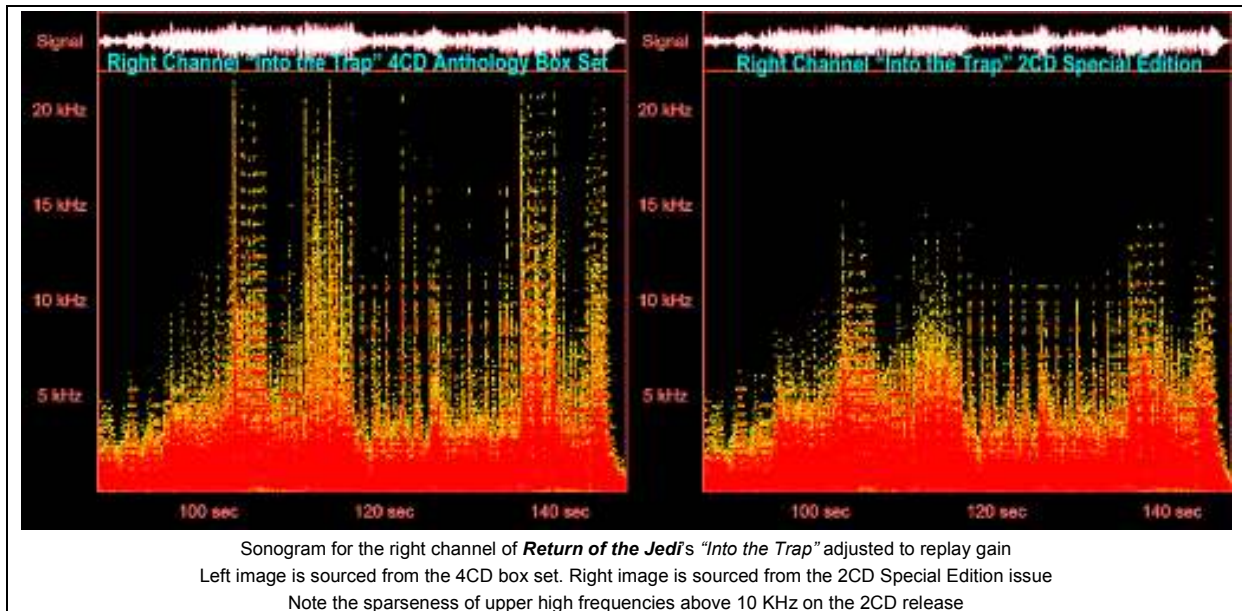 Signal
Right Channel "Into the Trap" 4CD Anthology Box Set
20 kHz
15 kHz
10 kHz
5 kHz
100 sec 120 sec 140 sec
Signal
Right Channel "Into the Trap" 2CD Special Edition
20 kHz
15 kHz
10 kHz
5 kHz
100 sec 120 sec 140 sec
Sonogram for the right channel of Return of the Jedi's "Into the Trap" adjusted to replay gain
Left image is sourced from the 4CD box set. Right image is sourced from the 2CD Special Edition issue
Note the sparseness of upper high frequencies above 10 KHz on the 2CD release